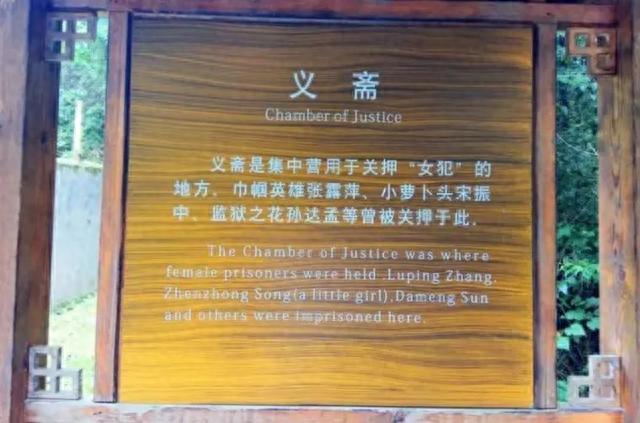 义斋
Chamber of Justice
义斋是集中营用于关押“女犯”的
地方、巾帼英雄张露萍、小萝卜头宋振
中、监狱之花孙达孟等曾被关押于此.
The Chamber of Justice was where
female prisoners were held .Luping Zhang.
Zhenzhong Song(a little girl),Dameng Sun
and others were imprisoned here.